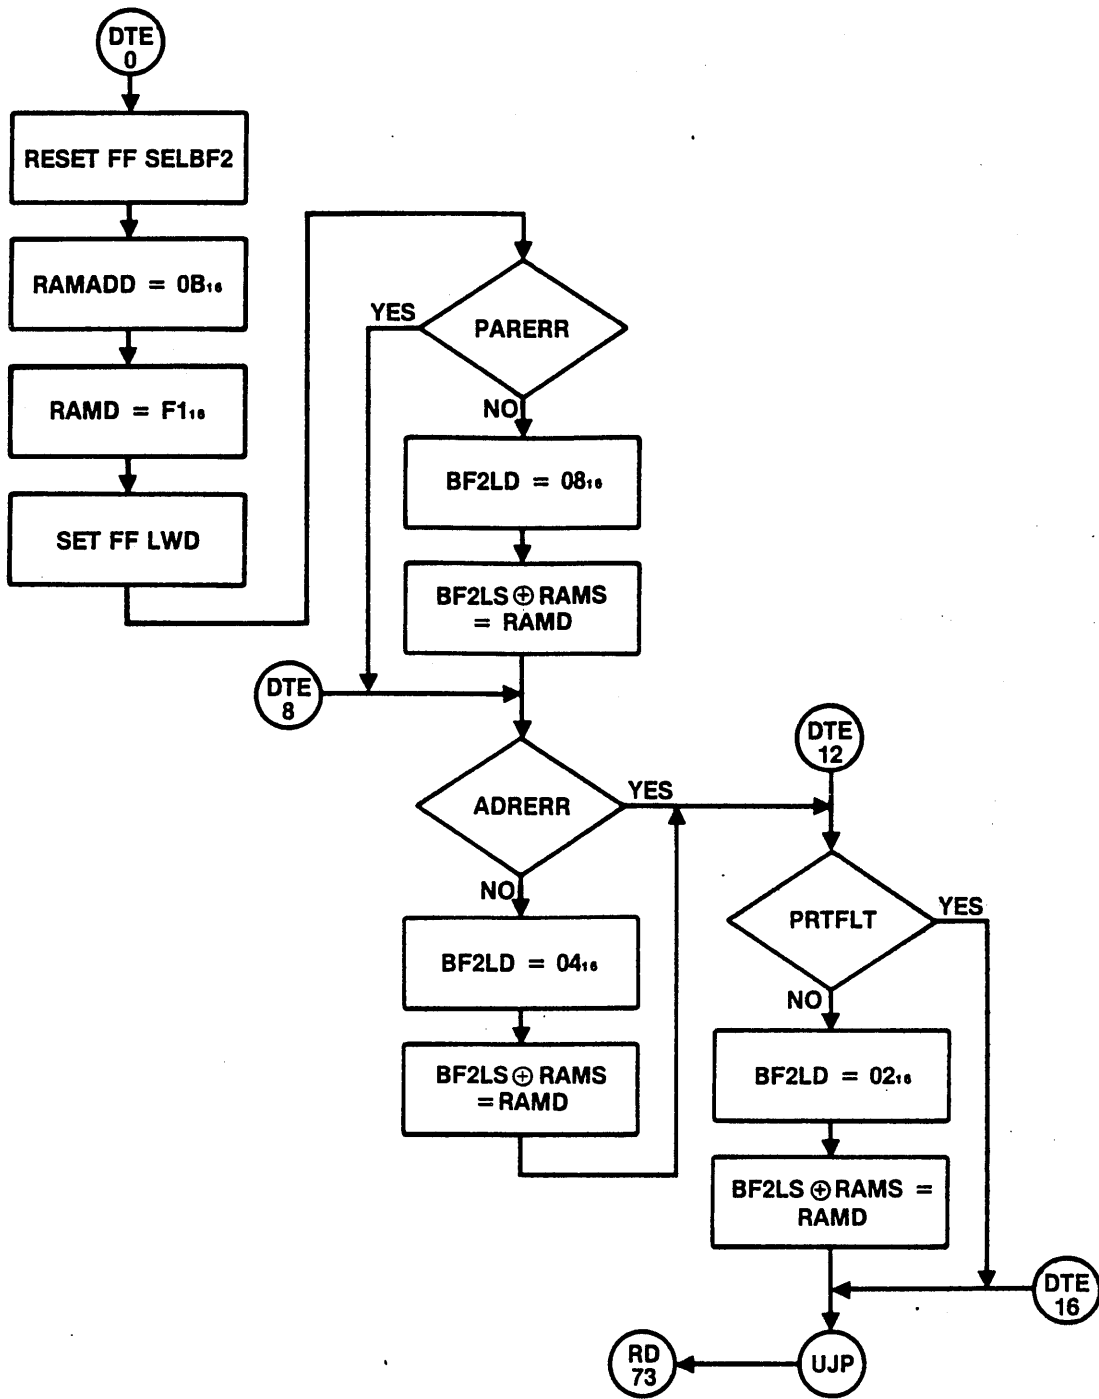 DTE
0
RESET FF SELBF2
RAMADD = 0B₁₆
RAMD = F1₁₆
SET FF LWD
PARERR
YES
NO
BF2LD = 08₁₆
BF2LS ⊕ RAMS
= RAMD
DTE
8
ADRERR
YES
NO
BF2LD = 04₁₆
BF2LS ⊕ RAMS
= RAMD
DTE
12
PRTFLT
YES
NO
BF2LD = 02₁₆
BF2LS ⊕ RAMS =
RAMD
DTE
16
UJP
RD
73